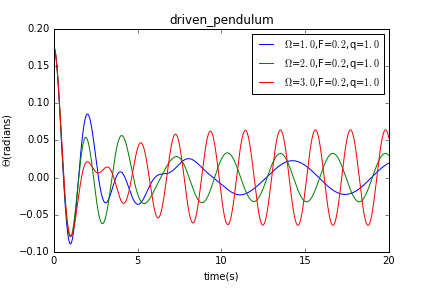 driven_pendulum
Ω=1.0,F=0.2,q=1.0
Ω=2.0,F=0.2,q=1.0
Ω=3.0,F=0.2,q=1.0
Θ(radians)
0.20
0.15
0.10
0.05
0.00
−0.05
−0.10
0 5 10 15 20
time(s)